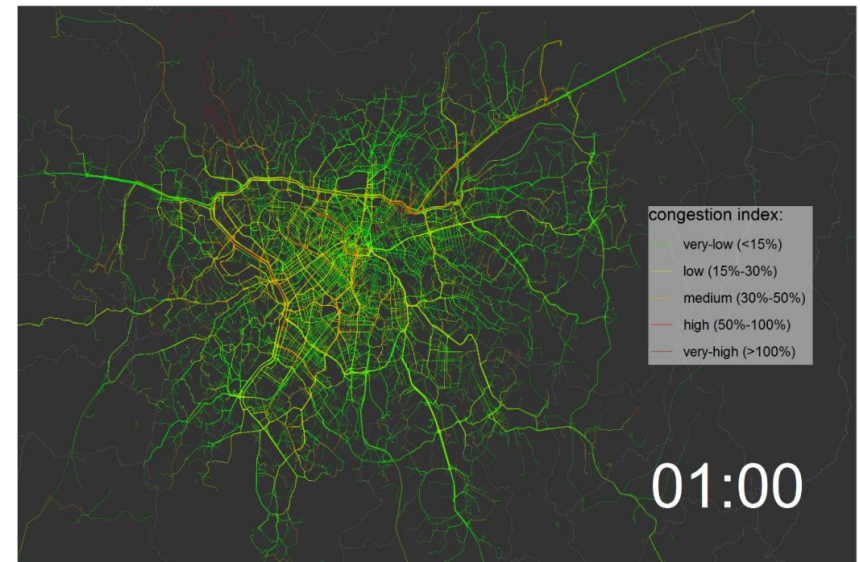 congestion index:
very-low (<15%)
low (15%-30%)
medium (30%-50%)
high (50%-100%)
very-high (>100%)
01:00